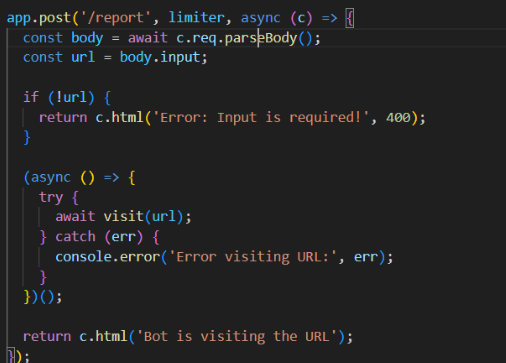 app.post('/report', limiter, async (c) => {
  const body = await c.req.parseBody();
  const url = body.input;

  if (!url) {
    return c.html('Error: Input is required!', 400);
  }

  (async () => {
    try {
      await visit(url);
    } catch (err) {
      console.error('Error visiting URL:', err);
    }
  })();

  return c.html('Bot is visiting the URL');
});